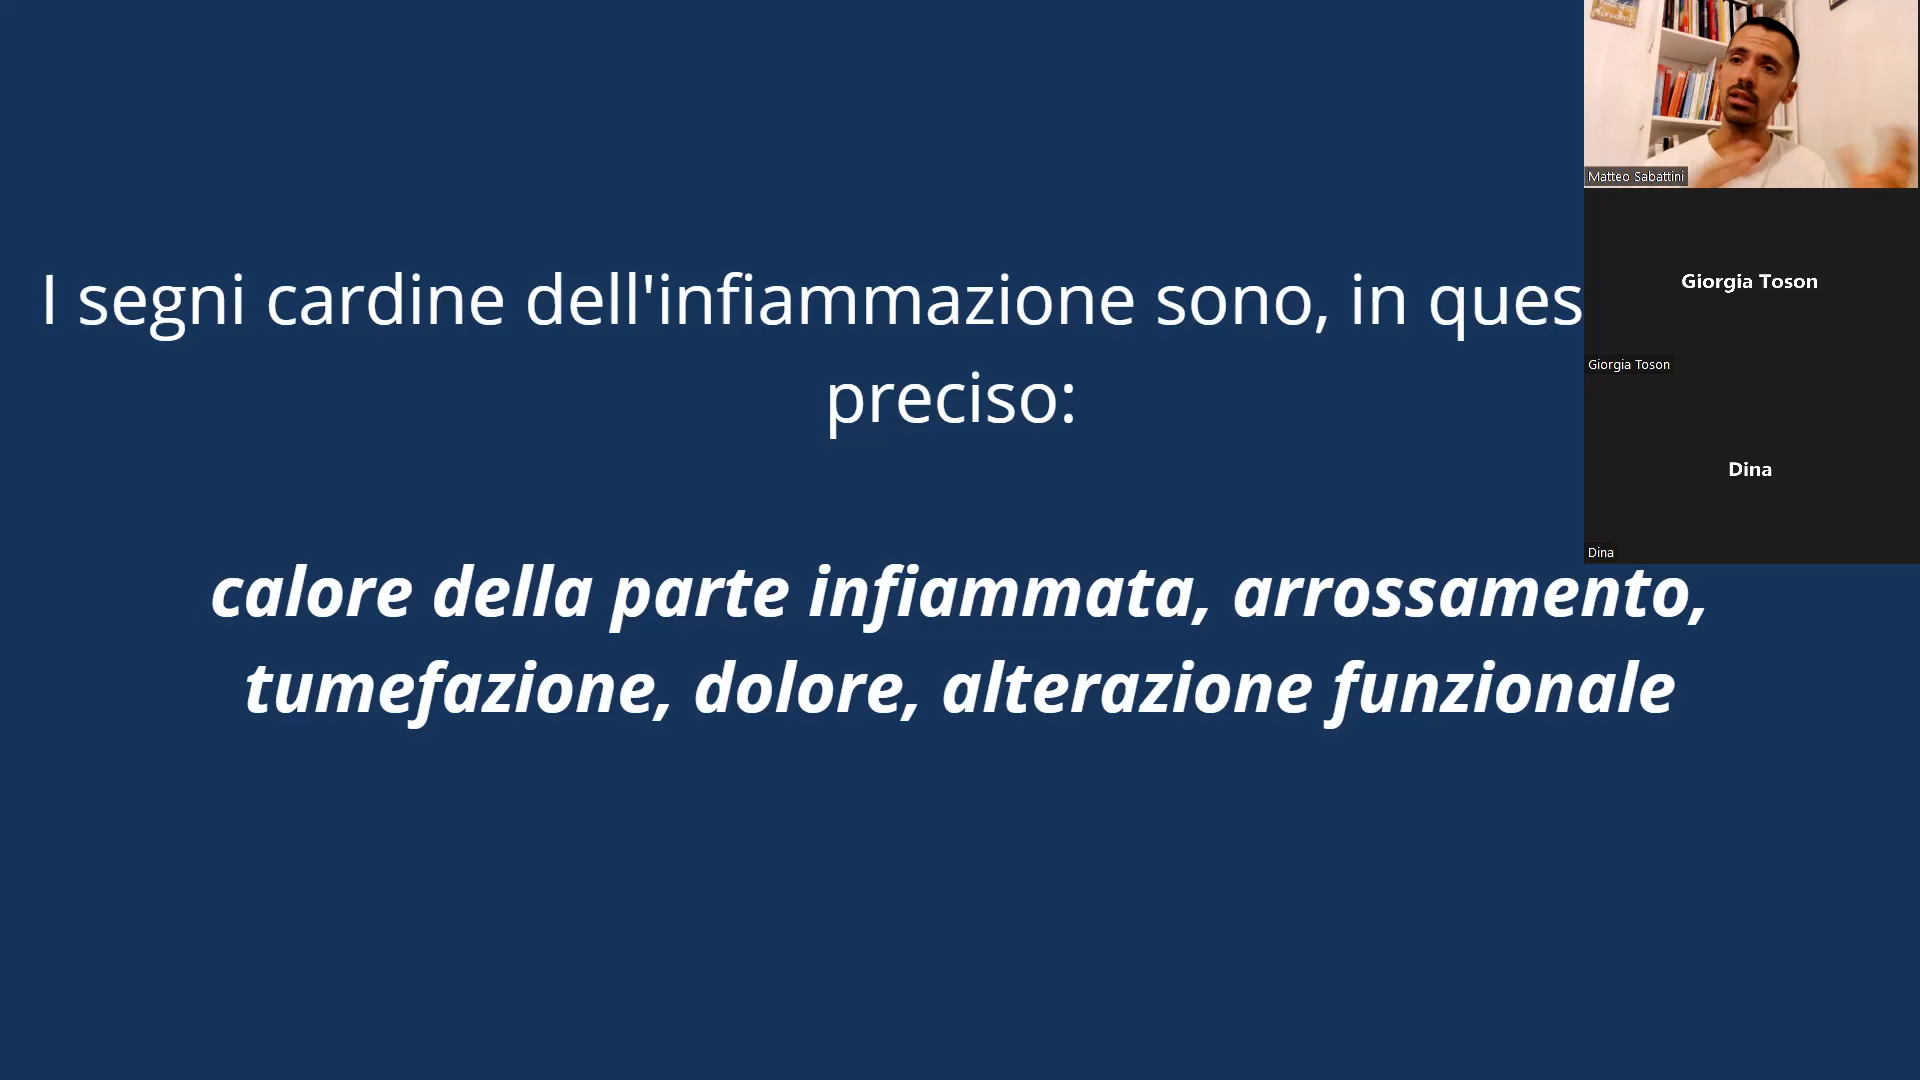 I segni cardine dell'infiammazione sono, in ques
preciso:
calore della parte infiammata, arrossamento,
tumefazione, dolore, alterazione funzionale
Matteo Sabattini
Giorgia Toson
Giorgia Toson
Dina
Dina